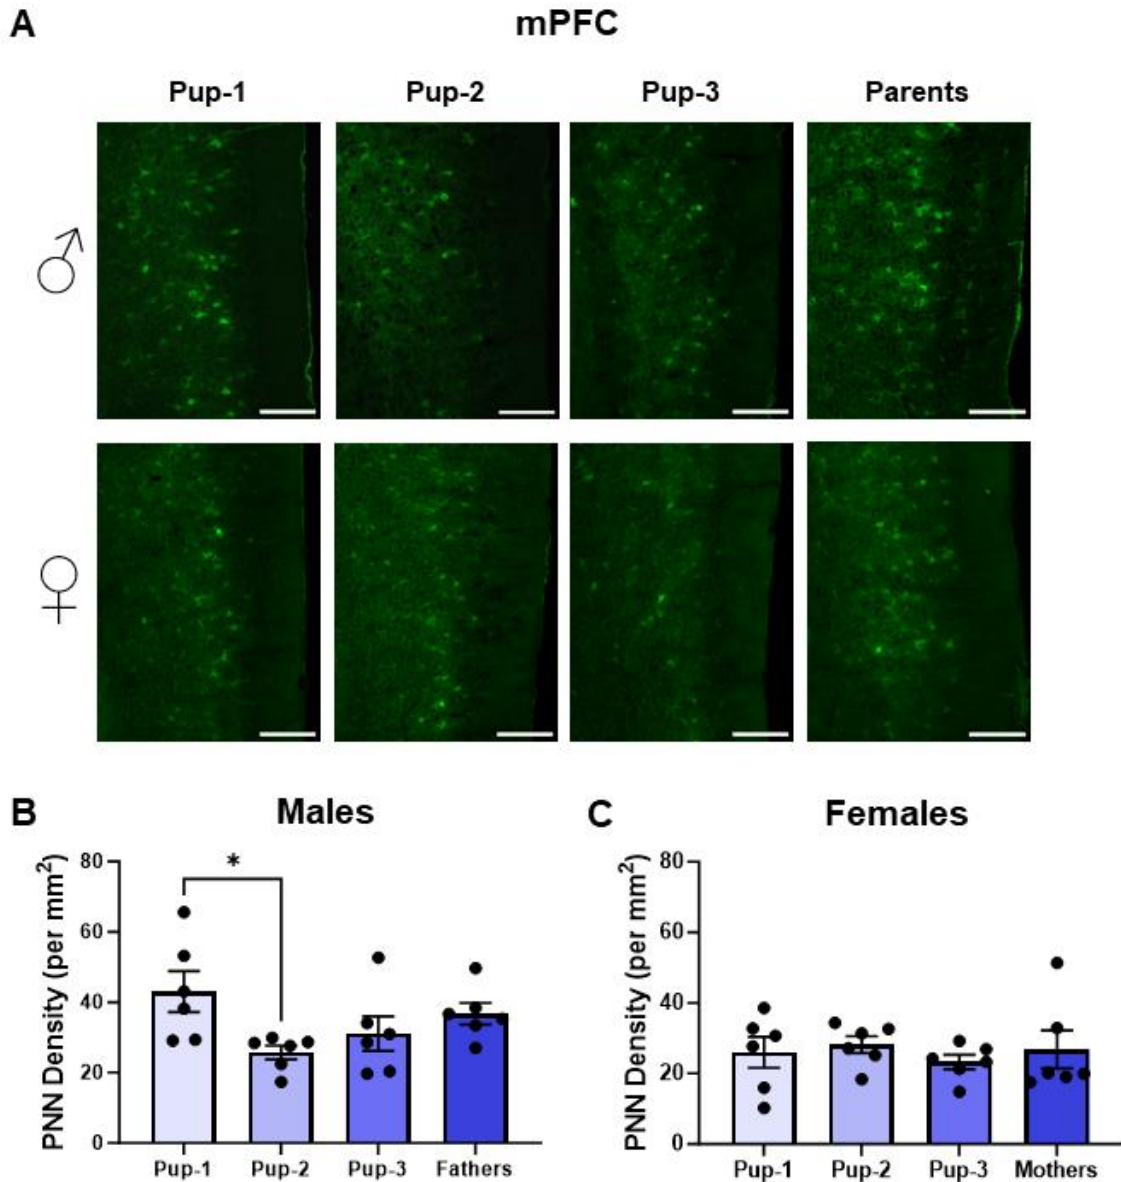 A
mPFC
Pup-1 Pup-2 Pup-3 Parents
♂
♀
B Males
C Females
PNN Density (per mm²)
80
60
40
20
0
*
Pup-1 Pup-2 Pup-3 Fathers
PNN Density (per mm²)
80
60
40
20
0
Pup-1 Pup-2 Pup-3 Mothers